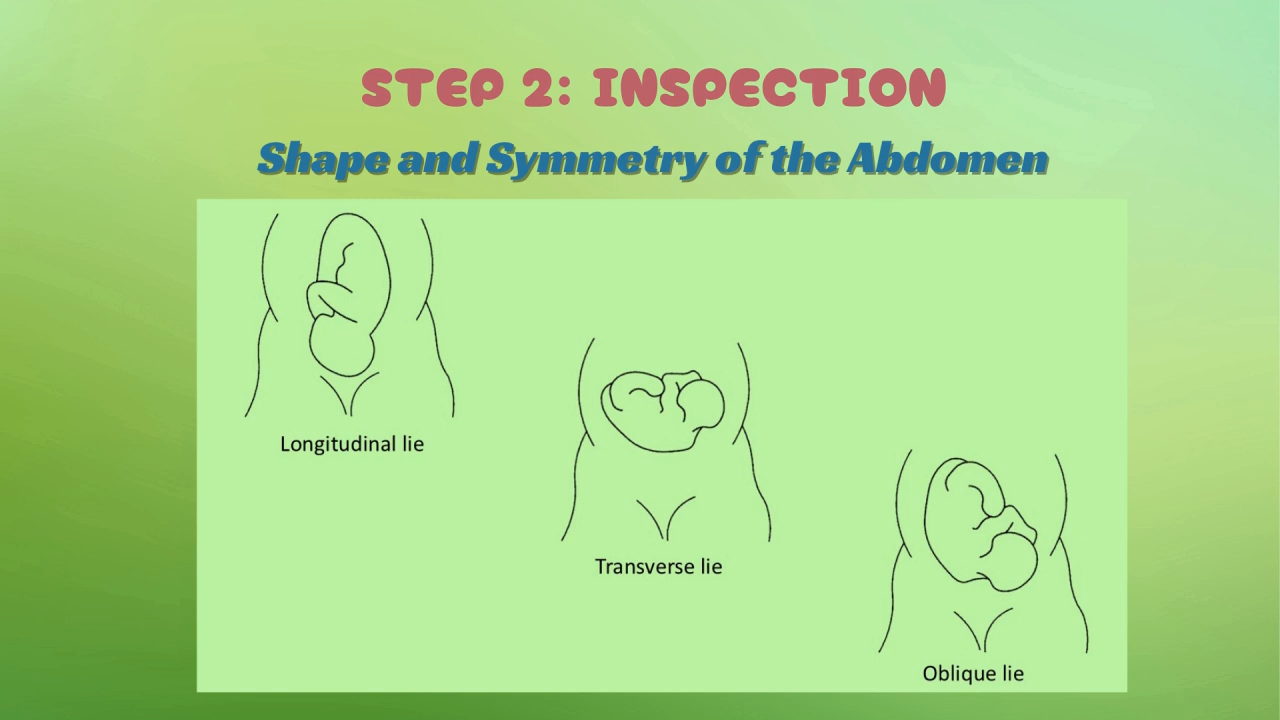 STEP 2: INSPECTION
Shape and Symmetry of the Abdomen
Longitudinal lie
Transverse lie
Oblique lie